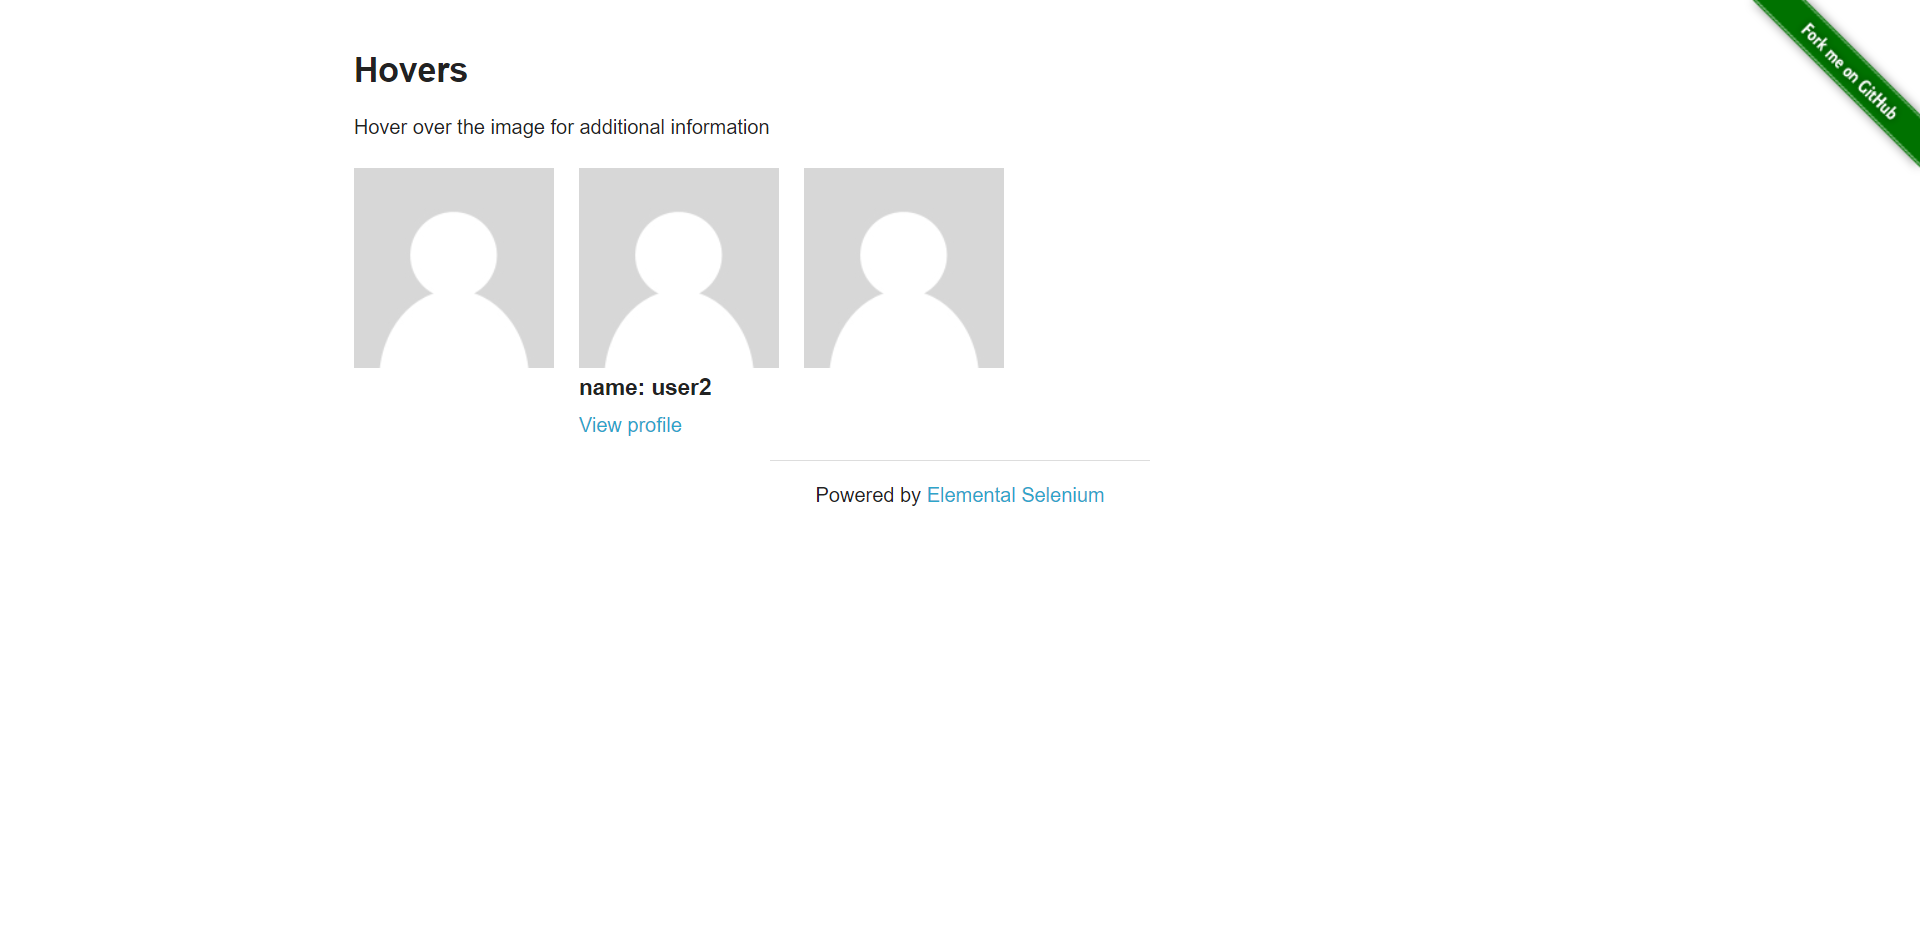 Fork me on GitHub
Hovers
Hover over the image for additional information
name: user2
View profile
Powered by Elemental Selenium